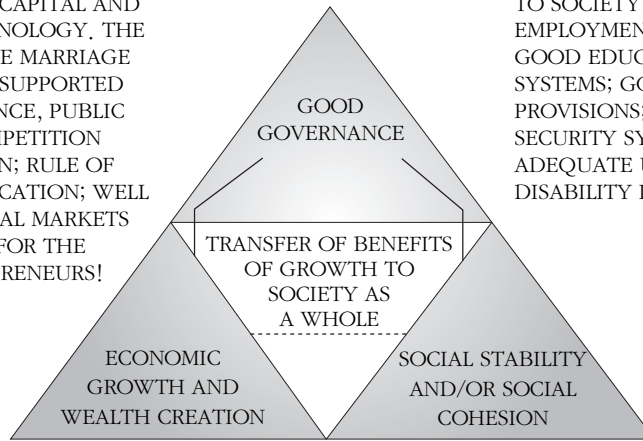 CAPITAL AND
NOLOGY. THE
E MARRIAGE
SUPPORTED
NCE, PUBLIC
PETITION
N; RULE OF
CATION; WELL
AL MARKETS
FOR THE
RENEURS!
TO SOCIETY
EMPLOYMEN
GOOD EDUC
SYSTEMS; GO
PROVISIONS;
SECURITY SY
ADEQUATE U
DISABILITY
GOOD
GOVERNANCE
TRANSFER OF BENEFITS
OF GROWTH TO
SOCIETY AS
A WHOLE
ECONOMIC
GROWTH AND
WEALTH CREATION
SOCIAL STABILITY
AND/OR SOCIAL
COHESION